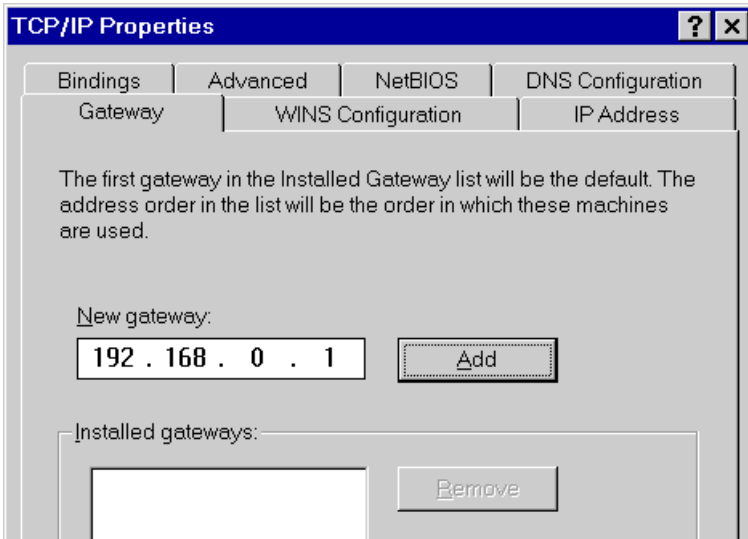 TCP/IP Properties
? ×
Bindings Advanced NetBIOS DNS Configuration
Gateway WINS Configuration IP Address
The first gateway in the Installed Gateway list will be the default. The
address order in the list will be the order in which these machines
are used.
New gateway:
192 . 168 . 0 . 1 Add
Installed gateways:
Remove